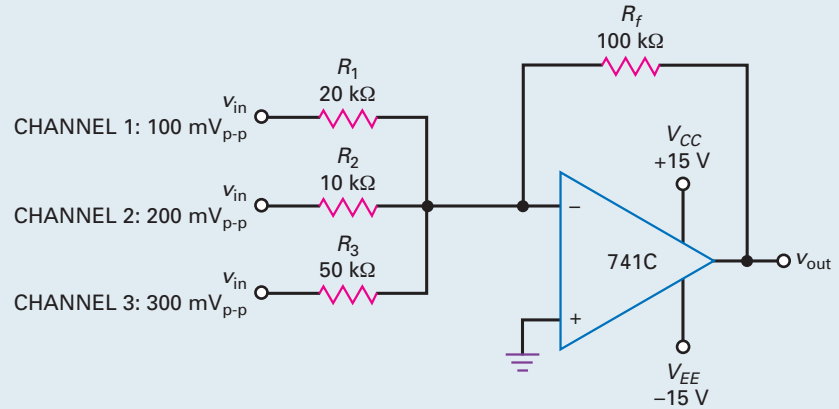 R_f
100 kΩ
R_1
20 kΩ
v_in
CHANNEL 1: 100 mV_p-p
R_2
10 kΩ
v_in
CHANNEL 2: 200 mV_p-p
R_3
50 kΩ
v_in
CHANNEL 3: 300 mV_p-p
V_CC
+15 V
−
741C
+
v_out
V_EE
−15 V